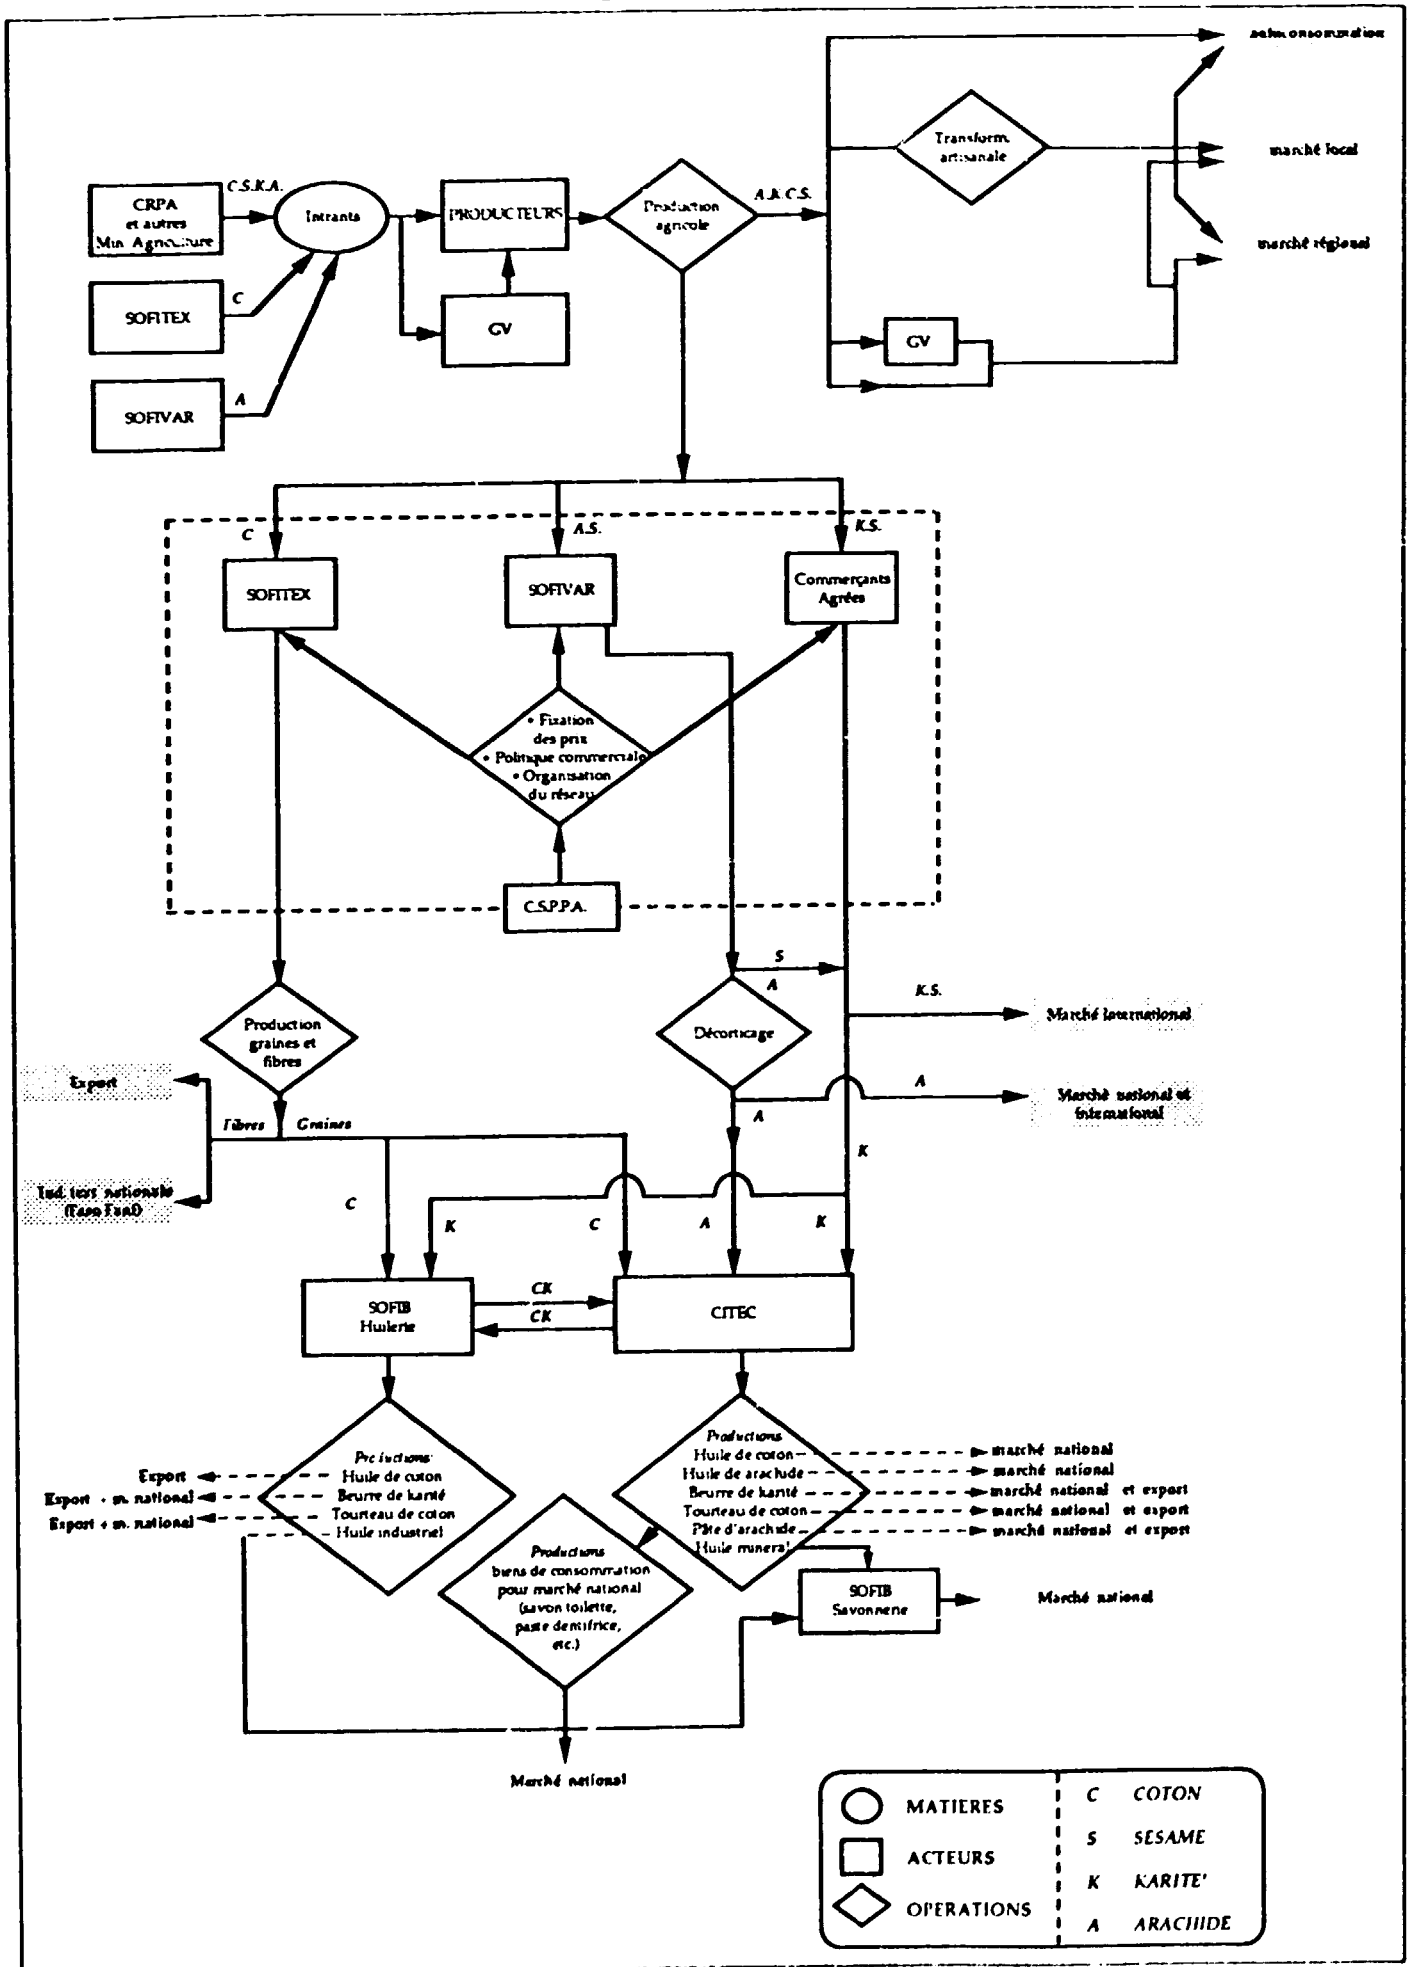 autoconsommation
Transform.
artisanale
marché local
C.S.K.A.
CRPA
et autres
Min. Agriculture
Intrants
PRODUCTEURS
Production
agricole
A.K.C.S.
marché régional
SOFITEX
C
GV
GV
SOFIVAR
A
C
A.S.
K.S.
SOFITEX
SOFIVAR
Commerçants
Agrées
• Fixation
des prix
• Politique commerciale
• Organisation
du réseau
C.S.P.P.A.
S
A
K.S.
Production
graines et
fibres
Décorticage
Marché International
Export
A
Marché national et
International
Fibres
Graines
A
K
Ind. text nationale
(Faso Fani)
C
K
C
A
K
SOFIB
Huilerie
CK
CK
CITEC
Productions
Huile de coton
Beurre de karité
Tourteau de coton
Huile industriel
Export
Export + m. national
Export + m. national
Productions
Huile de coton
Huile de arachide
Beurre de karité
Tourteau de coton
Pâte d'arachide
Huile mineral
marché national
marché national
marché national et export
marché national et export
marché national et export
Productions
biens de consommation
pour marché national
(savon toilette,
paste dentifrice,
etc.)
SOFIB
Savonnerie
Marché national
Marché national
MATIERES
ACTEURS
OPERATIONS
C COTON
S SESAME
K KARITE'
A ARACHIDE